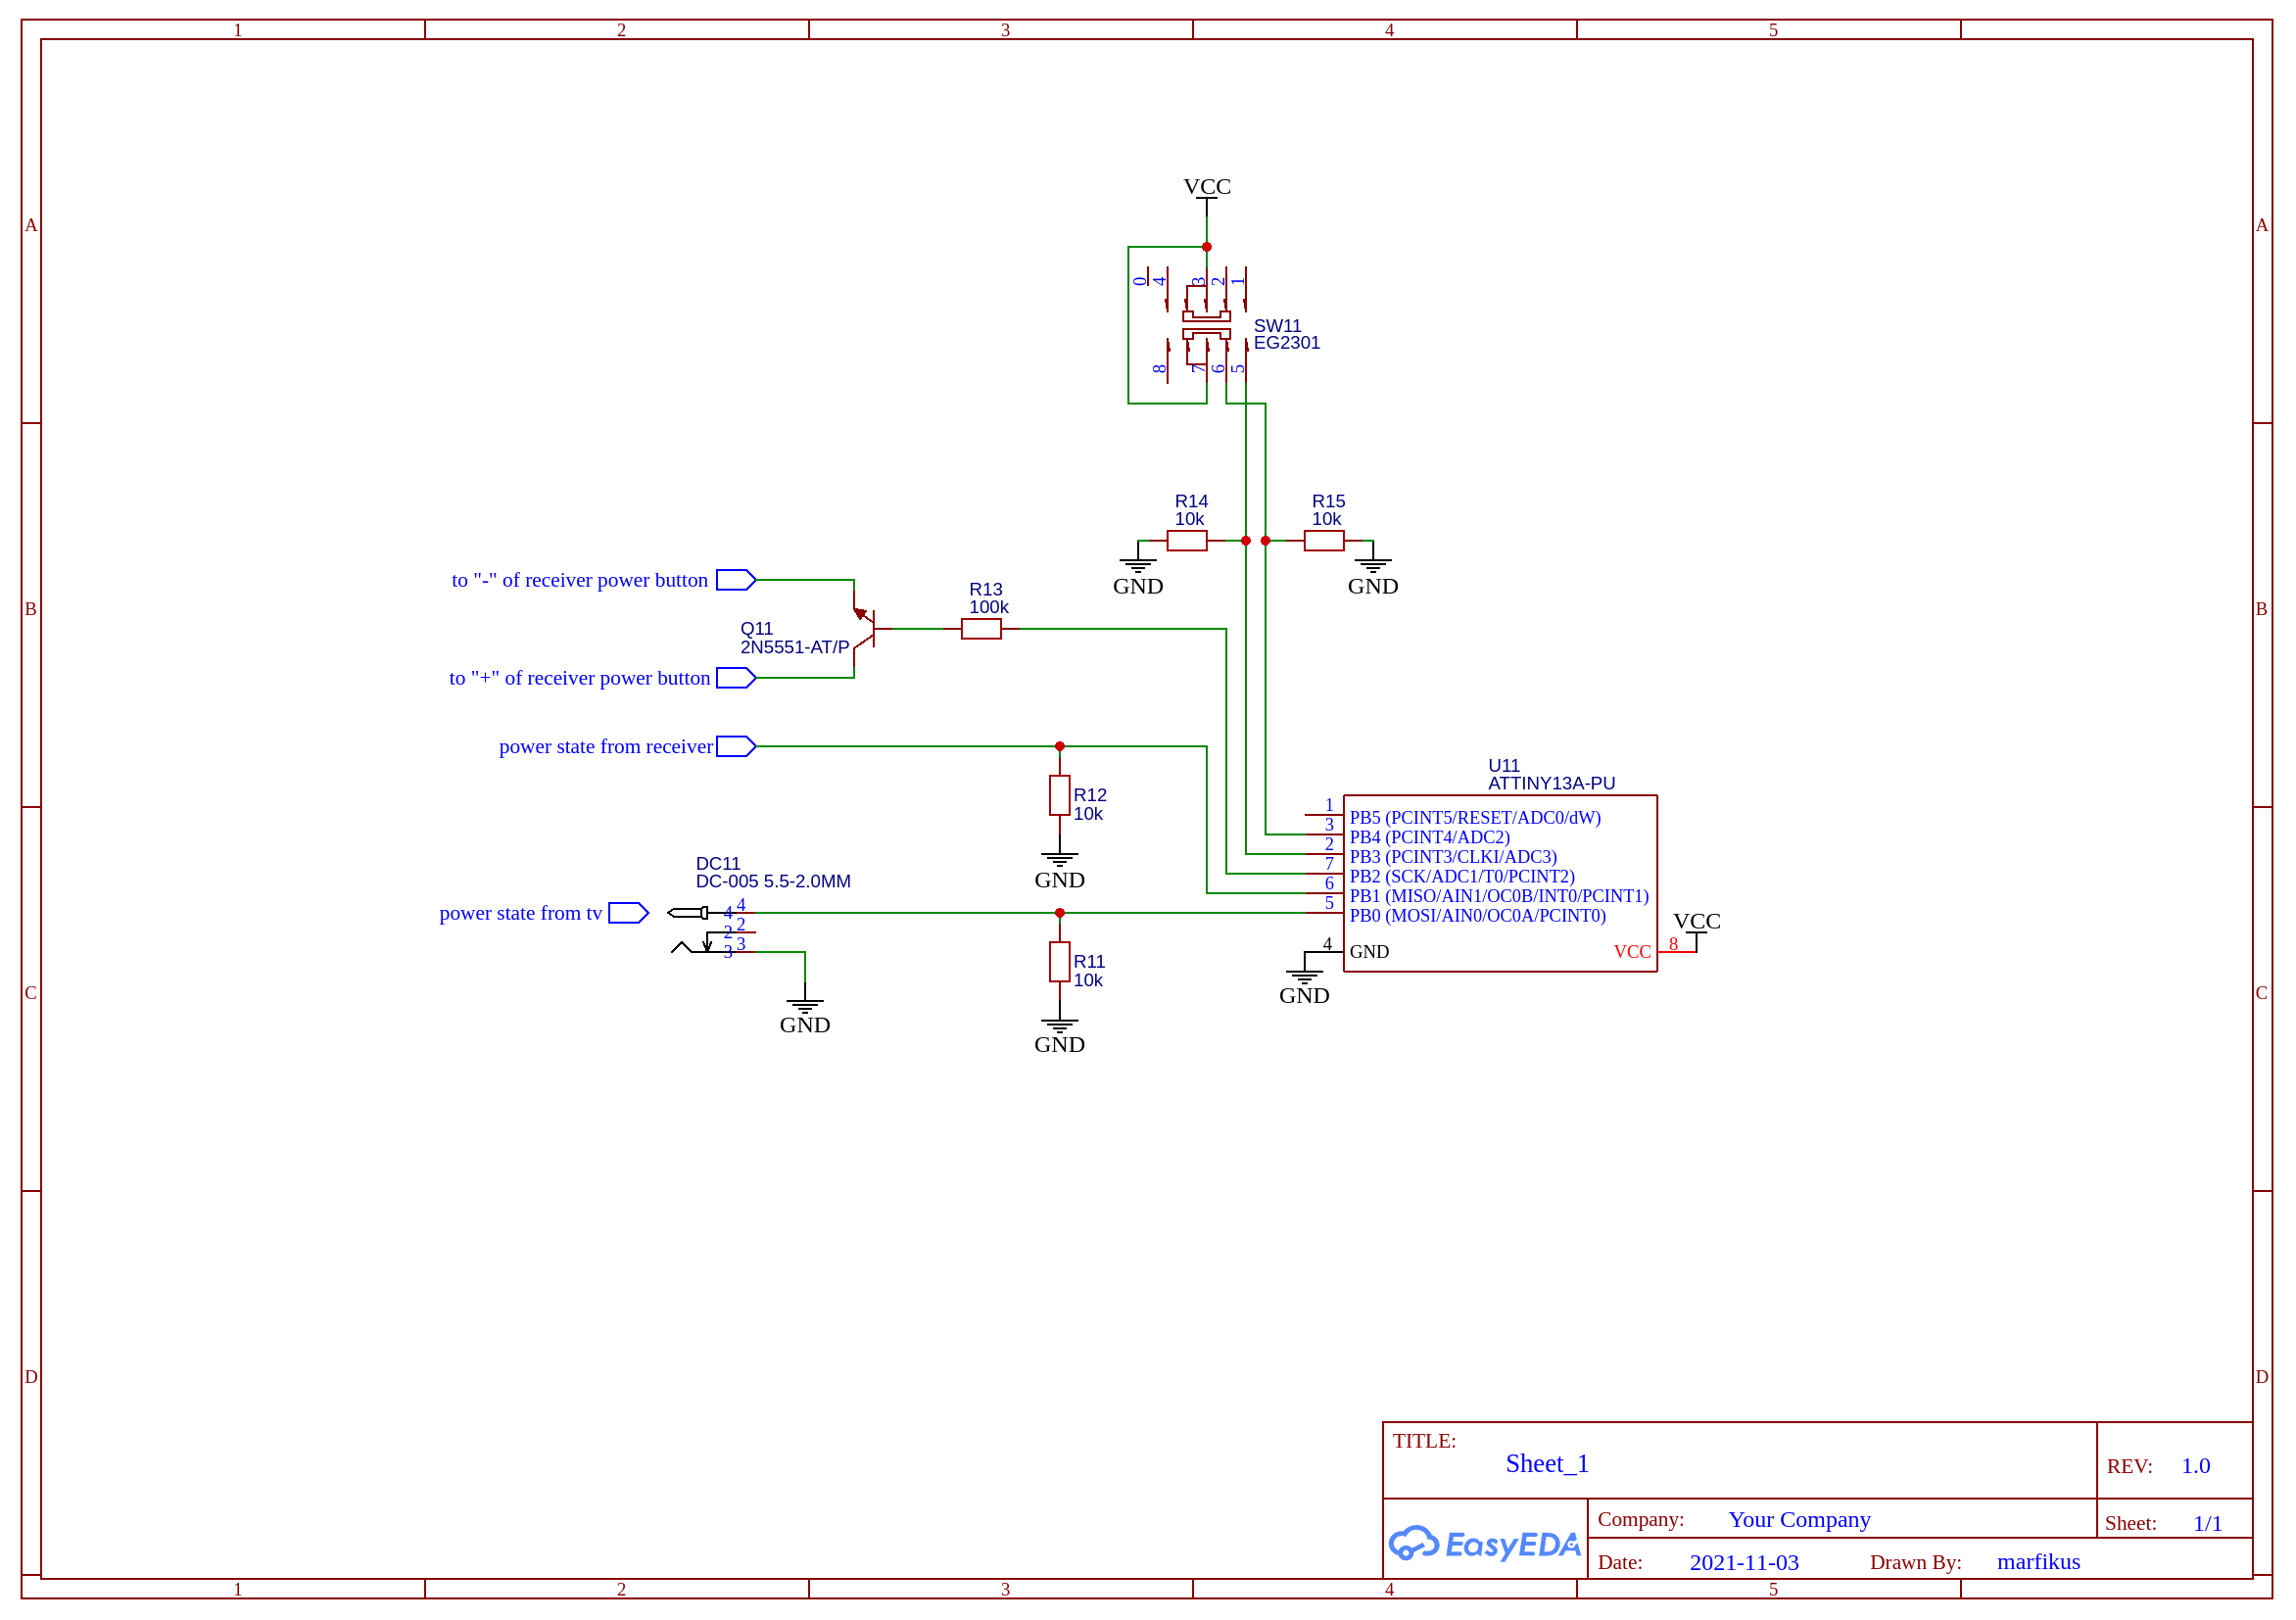 1 2 3 4 5
A A
VCC
0 4 3 2 1
SW11
EG2301
8 7 6 5
R14
10k
R15
10k
GND
GND
to "-" of receiver power button
R13
100k
B B
Q11
2N5551-AT/P
to "+" of receiver power button
power state from receiver
R12
10k
GND
U11
ATTINY13A-PU
1 PB5 (PCINT5/RESET/ADC0/dW)
3 PB4 (PCINT4/ADC2)
2 PB3 (PCINT3/CLKI/ADC3)
7 PB2 (SCK/ADC1/T0/PCINT2)
6 PB1 (MISO/AIN1/OC0B/INT0/PCINT1)
5 PB0 (MOSI/AIN0/OC0A/PCINT0)
4 GND
VCC 8
VCC
GND
DC11
DC-005 5.5-2.0MM
power state from tv
4 4
2 2
3 3
GND
R11
10k
GND
C C
D D
TITLE:
Sheet_1
REV: 1.0
EasyEDA
Company: Your Company
Sheet: 1/1
Date: 2021-11-03
Drawn By: marfikus
1 2 3 4 5